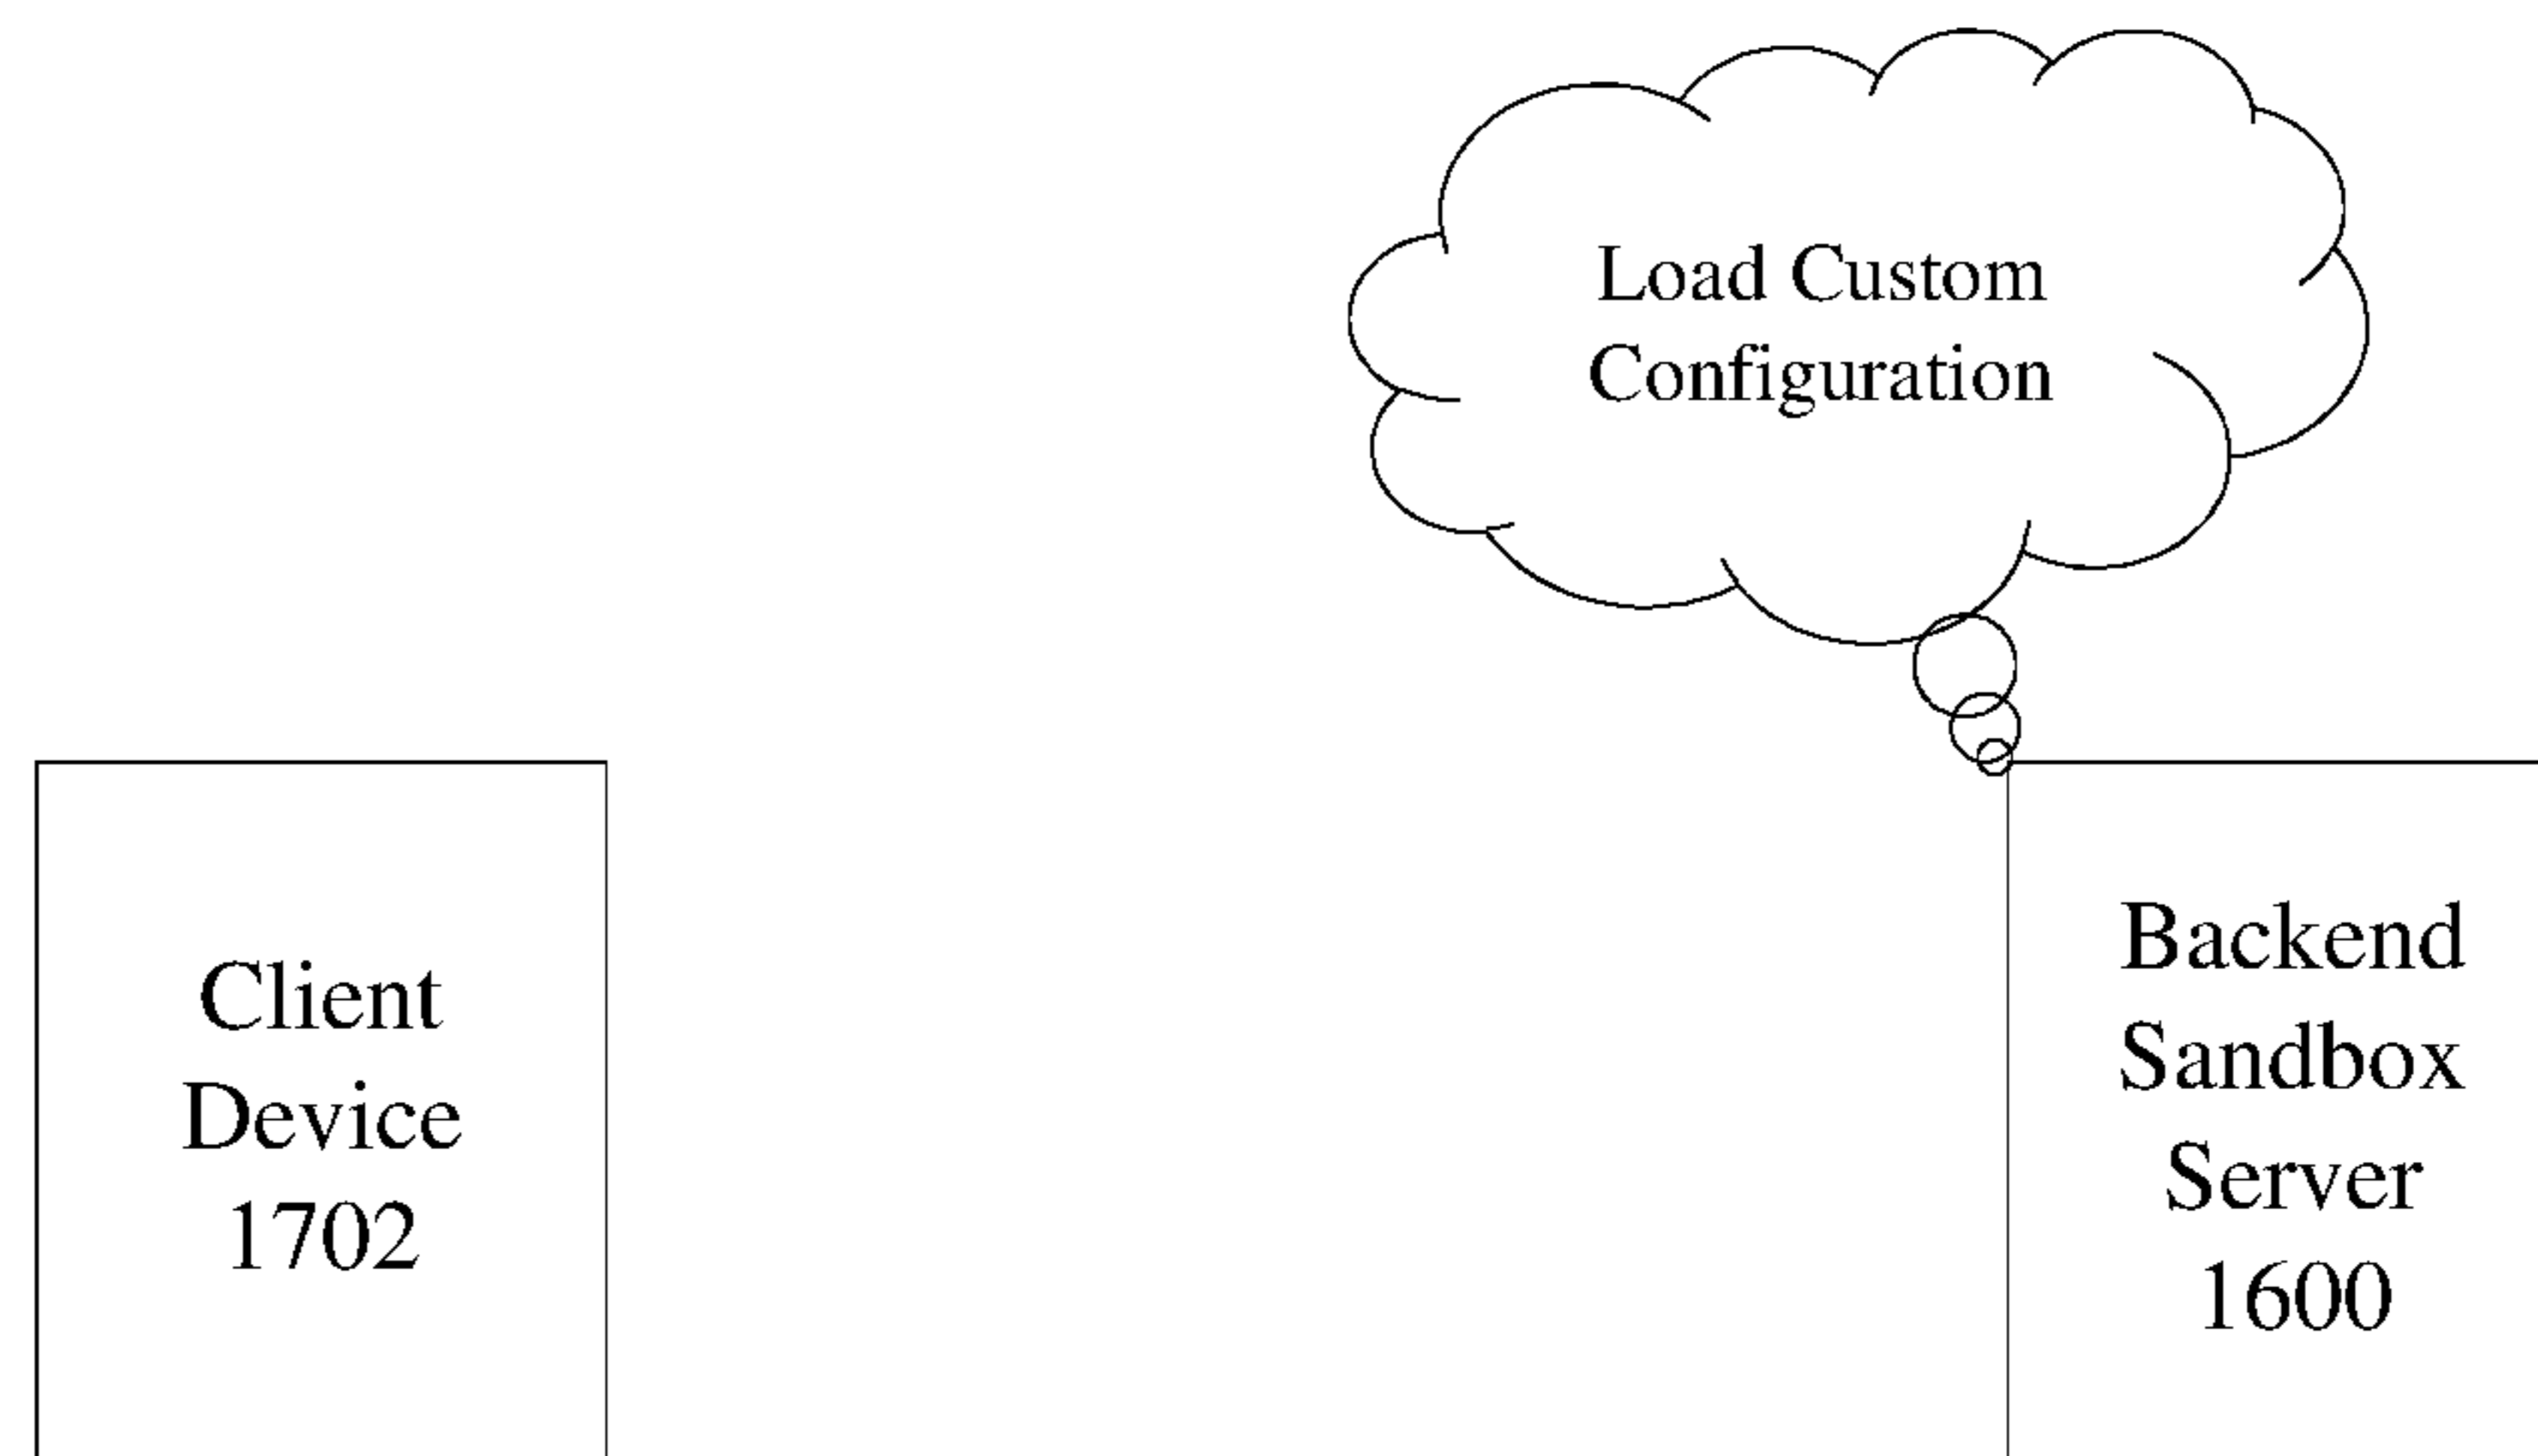 Load Custom
Configuration
Client
Device
1702
Backend
Sandbox
Server
1600